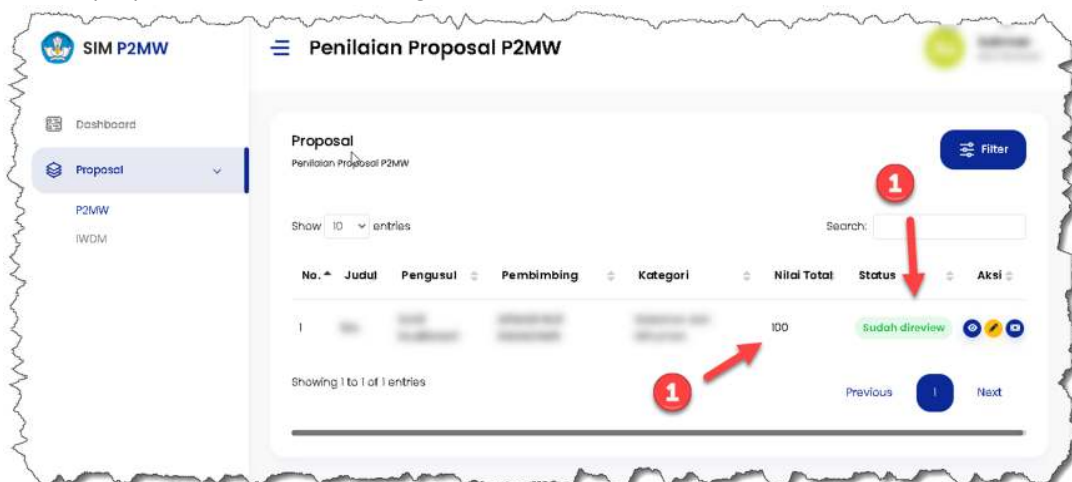 SIM P2MW
Penilaian Proposal P2MW
Dashboard
Proposal
P2MW
IWDM
Proposal
Penilaian Proposal P2MW
Filter
1
Show 10 entries
Search:
No. Judul Pengusul Pembimbing Kategori Nilai Total Status Aksi
1 100 Sudah direview
1
Showing 1 to 1 of 1 entries
Previous 1 Next